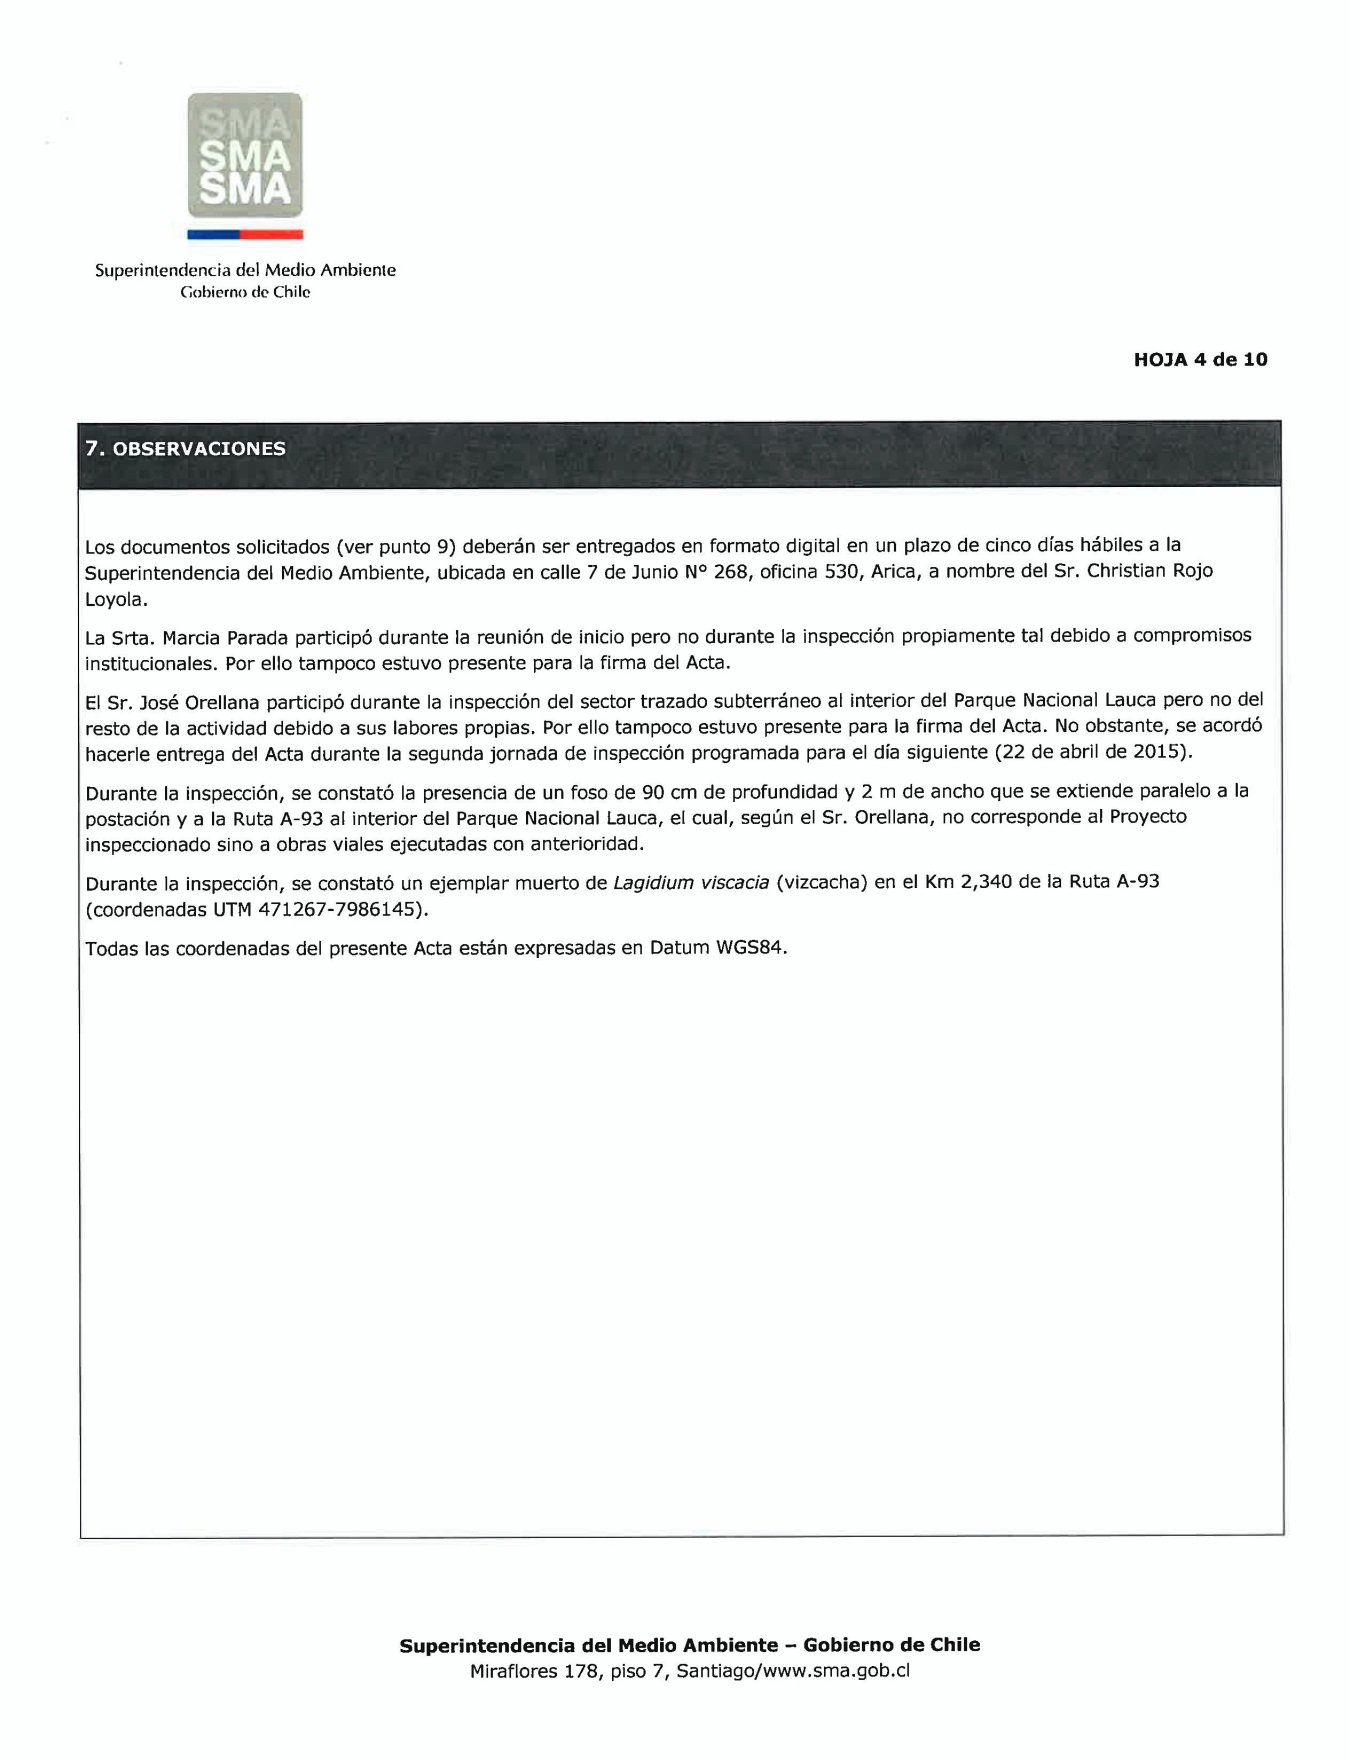 SMA
SMA
SMA
Superintendencia del Medio Ambiente
Gobierno de Chile
HOJA 4 de 10
7. OBSERVACIONES
Los documentos solicitados (ver punto 9) deberán ser entregados en formato digital en un plazo de cinco días hábiles a la
Superintendencia del Medio Ambiente, ubicada en calle 7 de Junio Nº 268, oficina 530, Arica, a nombre del Sr. Christian Rojo
Loyola.
La Srta. Marcia Parada participó durante la reunión de inicio pero no durante la inspección propiamente tal debido a compromisos
institucionales. Por ello tampoco estuvo presente para la firma del Acta.
El Sr. José Orellana participó durante la inspección del sector trazado subterráneo al interior del Parque Nacional Lauca pero no del
resto de la actividad debido a sus labores propias. Por ello tampoco estuvo presente para la firma del Acta. No obstante, se acordó
hacerle entrega del Acta durante la segunda jornada de inspección programada para el día siguiente (22 de abril de 2015).
Durante la inspección, se constató la presencia de un foso de 90 cm de profundidad y 2 m de ancho que se extiende paralelo a la
postación y a la Ruta A-93 al interior del Parque Nacional Lauca, el cual, según el Sr. Orellana, no corresponde al Proyecto
inspeccionado sino a obras viales ejecutadas con anterioridad.
Durante la inspección, se constató un ejemplar muerto de Lagidium viscacia (vizcacha) en el Km 2,340 de la Ruta A-93
(coordenadas UTM 471267-7986145).
Todas las coordenadas del presente Acta están expresadas en Datum WGS84.
Superintendencia del Medio Ambiente – Gobierno de Chile
Miraflores 178, piso 7, Santiago/www.sma.gob.cl